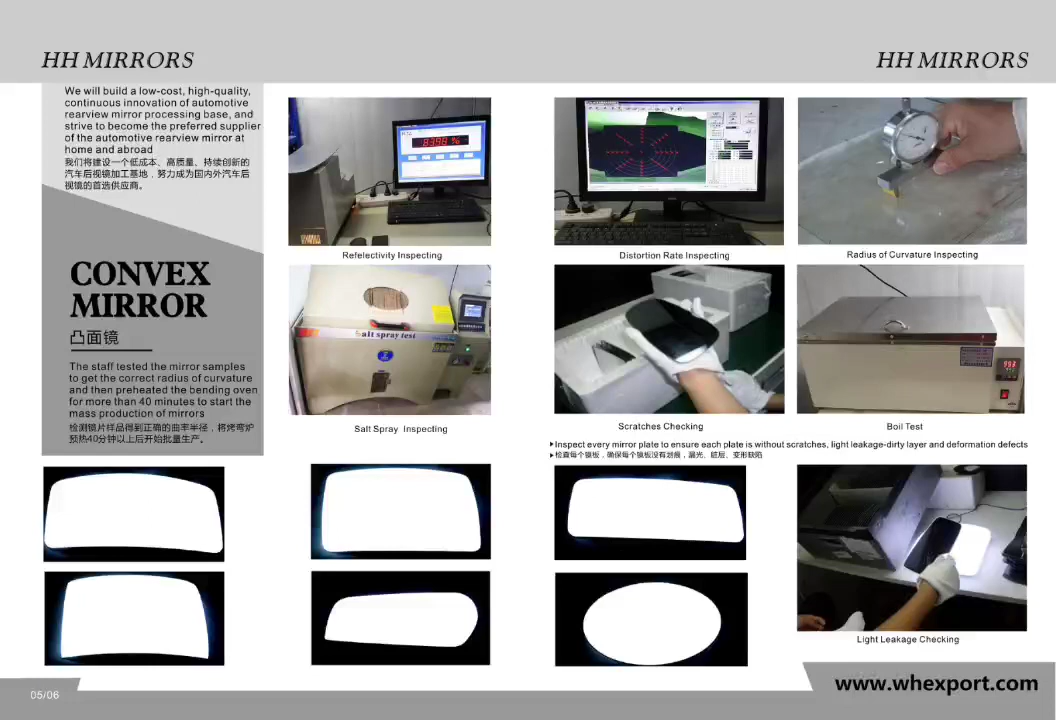 HH MIRRORS
HH MIRRORS
We will build a low-cost, high-quality,
continuous innovation of automotive
rearview mirror processing base, and
strive to become the preferred supplier
of the automotive rearview mirror at
home and abroad
我们将建设一个低成本、高质量、持续创新的
汽车后视镜加工基地，努力成为国内外汽车后
视镜的首选供应商。
CONVEX
MIRROR
凸面镜
The staff tested the mirror samples
to get the correct radius of curvature
and then preheated the bending oven
for more than 40 minutes to start the
mass production of mirrors
检测镜片样品得到正确的曲率半径，将烤弯炉
预热40分钟以上后开始批量生产。
Refelectivity Inspecting
Distortion Rate Inspecting
Radius of Curvature Inspecting
Salt spray test
Salt Spray Inspecting
Scratches Checking
Boil Test
▸Inspect every mirror plate to ensure each plate is without scratches, light leakage-dirty layer and deformation defects
▸检查每个镜板，确保每个镜板没有划痕，漏光、脏层、变形缺陷
Light Leakage Checking
05/06
www.whexport.com